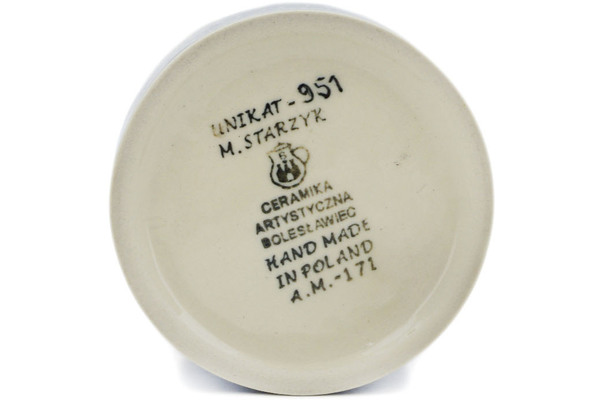 UNIKAT - 951
M. STARZYK
CERAMIKA
ARTYSTYCZNA
BOLESŁAWIEC
HAND MADE
IN POLAND
A.M.-171